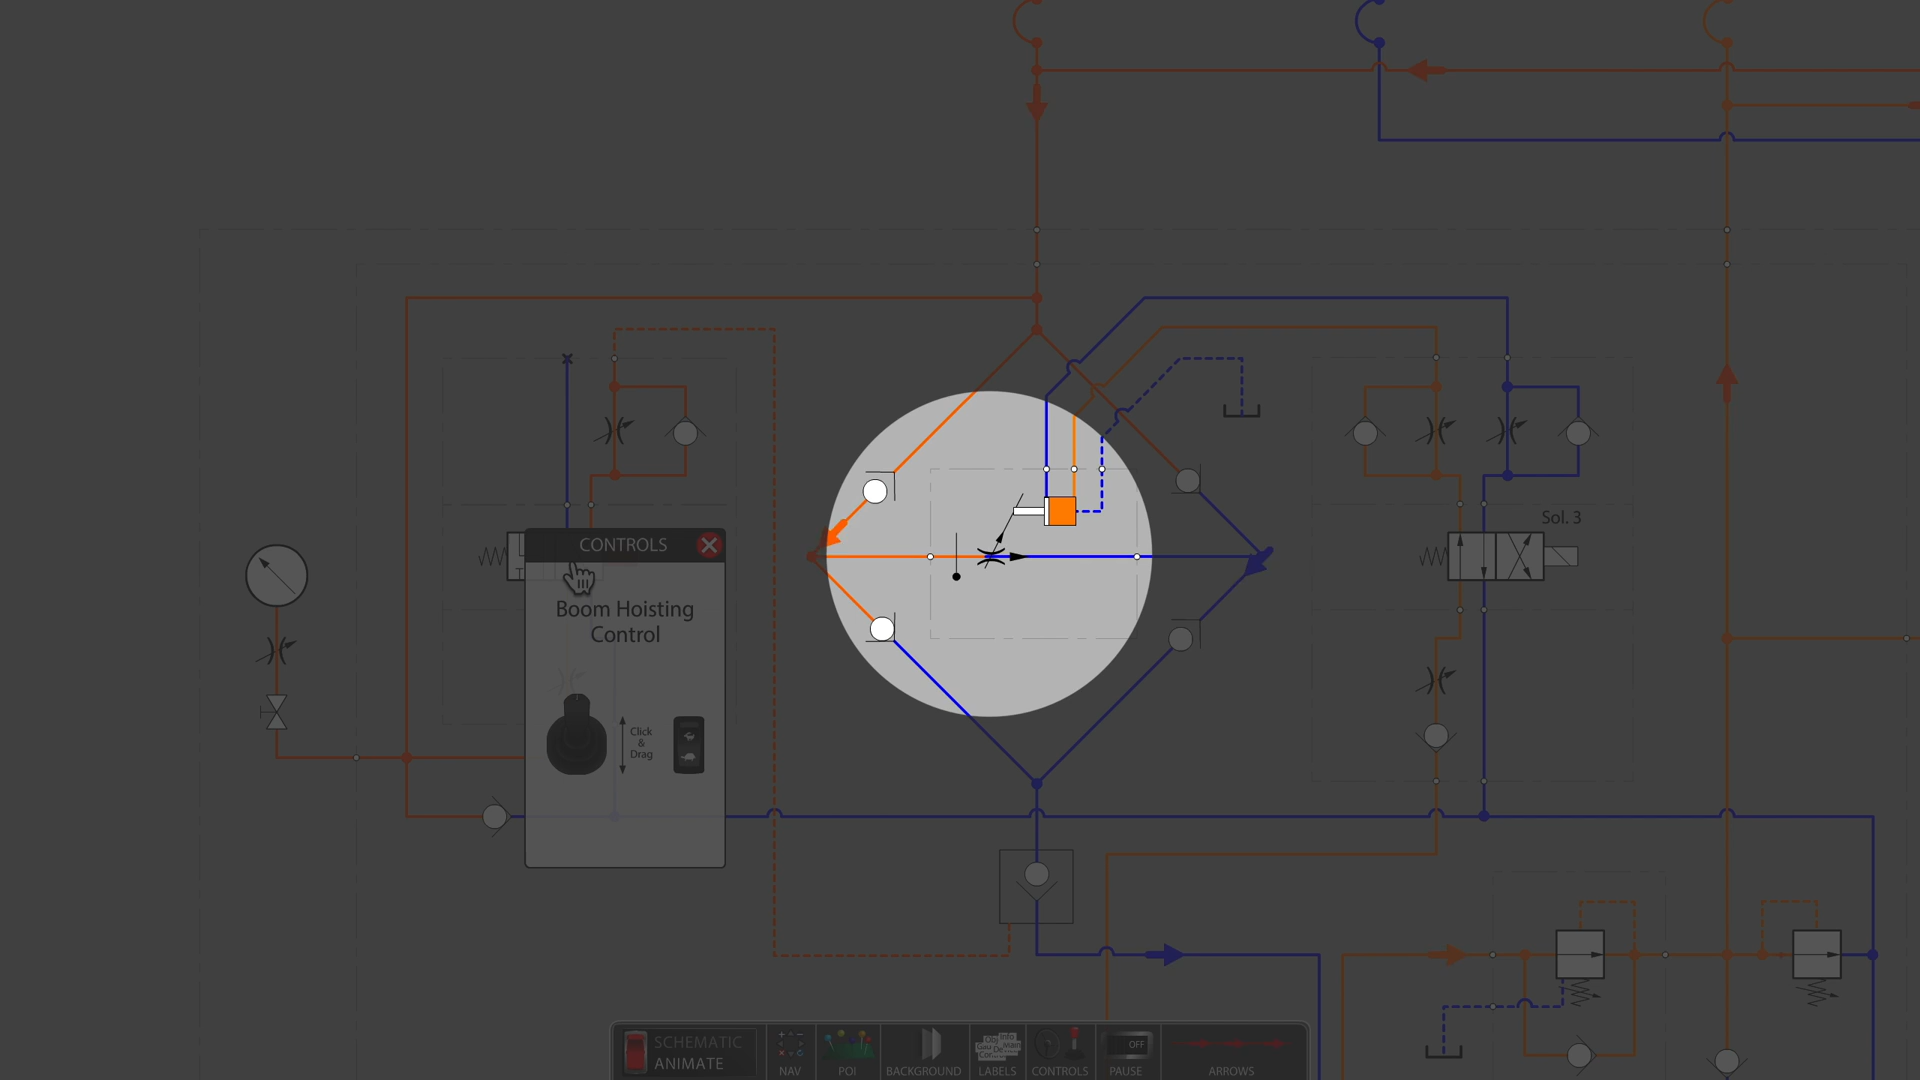 Sol. 3
CONTROLS
Boom Hoisting
Control
Click
&
Drag
SCHEMATIC
ANIMATE
NAV
POI
BACKGROUND
LABELS
CONTROLS
OFF
PAUSE
ARROWS